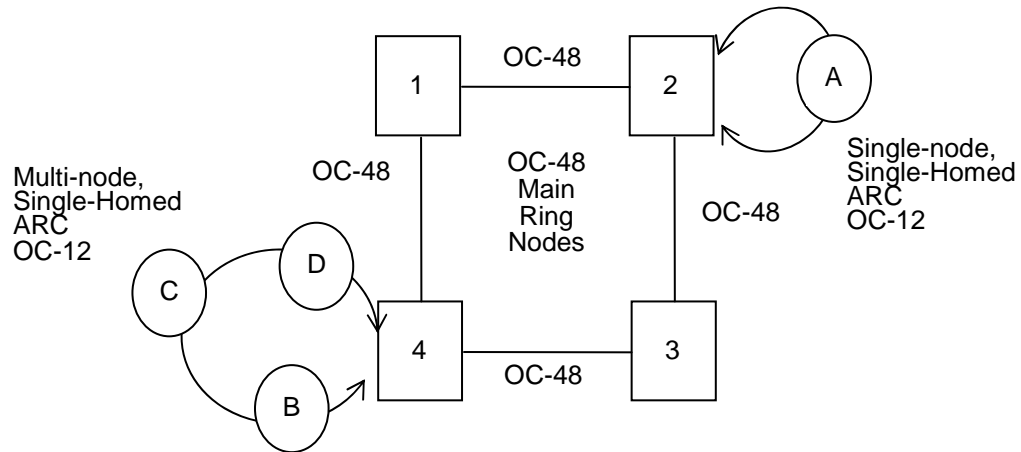 OC-48
1
2
A
OC-48
OC-48
Main
Ring
Nodes
OC-48
Single-node,
Single-Homed
ARC
OC-12
Multi-node,
Single-Homed
ARC
OC-12
D
C
4
3
OC-48
B